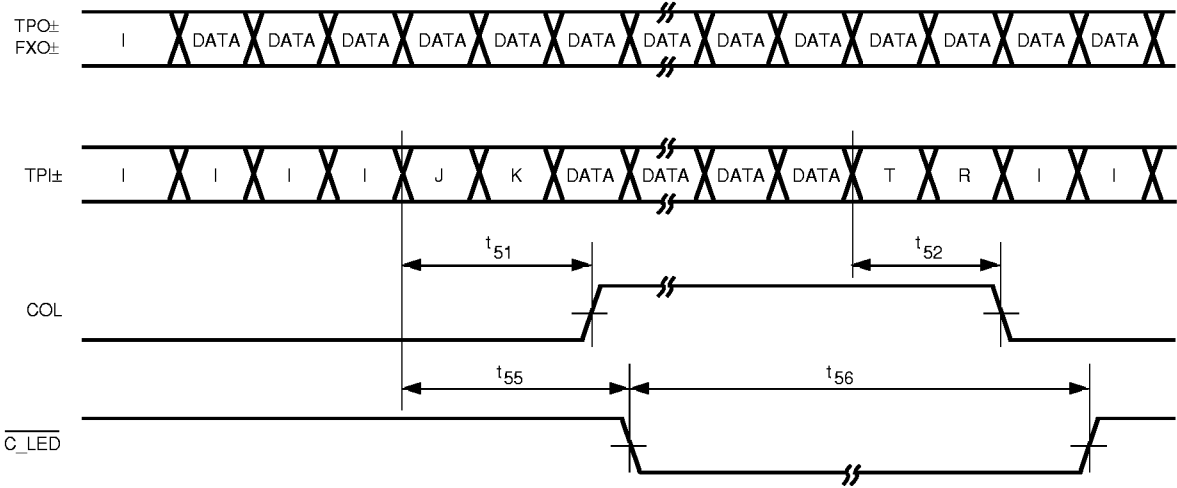 TPO±
FXO±
I DATA DATA DATA DATA DATA DATA DATA DATA DATA DATA DATA DATA DATA
TPI±
I I I I J K DATA DATA DATA DATA T R I I
t51
t52
COL
t55
t56
C_LED